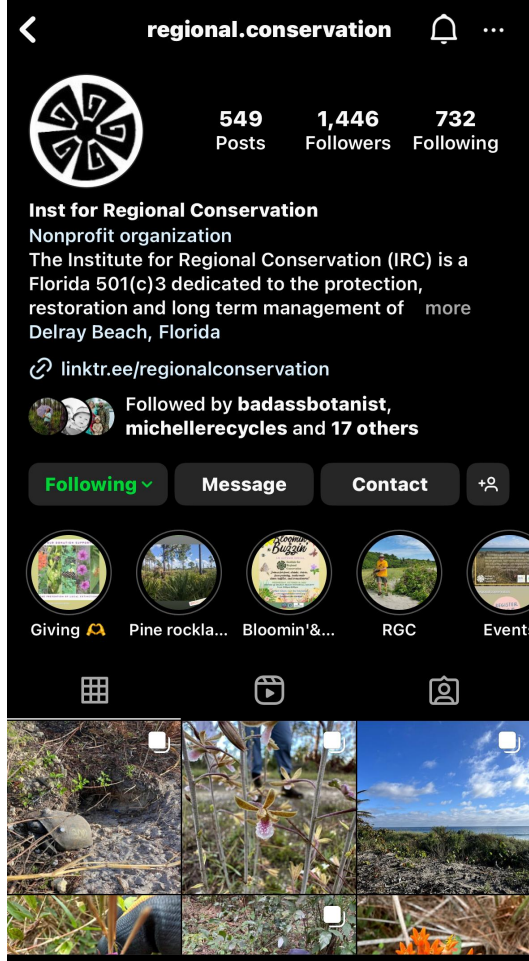 regional.conservation
549 1,446 732
Posts Followers Following
Inst for Regional Conservation
Nonprofit organization
The Institute for Regional Conservation (IRC) is a
Florida 501(c)3 dedicated to the protection,
restoration and long term management of more
Delray Beach, Florida
linktr.ee/regionalconservation
Followed by badassbotanist,
michellerecycles and 17 others
Following Message Contact
Bloomin'
Buzzin'
Giving Pine rockla... Bloomin'&... RGC Events